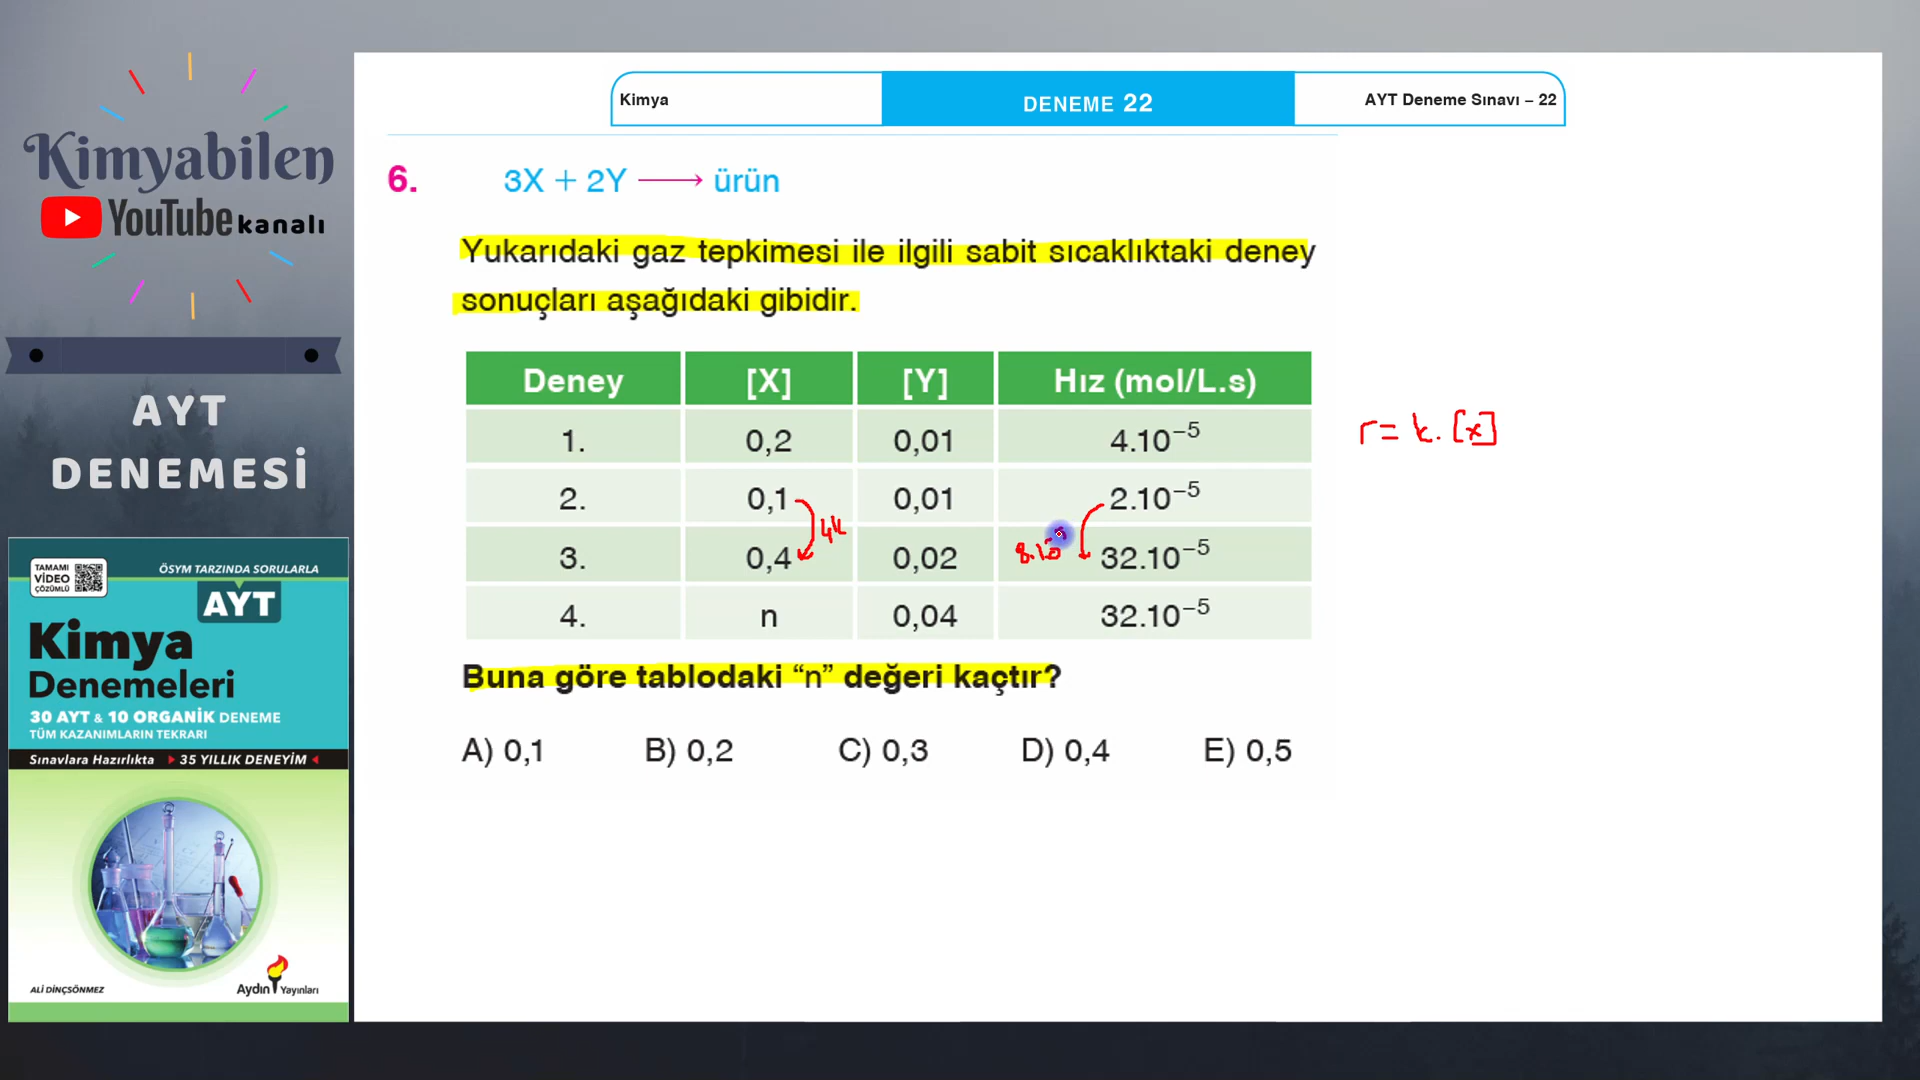 Kimyabilen
YouTube kanalı
AYT
DENEMESİ
TAMAMI
VİDEO
ÇÖZÜMLÜ
ÖSYM TARZINDA SORULARLA
AYT
Kimya
Denemeleri
30 AYT & 10 ORGANİK DENEME
TÜM KAZANIMLARIN TEKRARI
Sınavlara Hazırlıkta 35 YILLIK DENEYİM
ALİ DİNÇSÖNMEZ
Aydın Yayınları
Kimya DENEME 22 AYT Deneme Sınavı – 22
6. 3X + 2Y ⟶ ürün
Yukarıdaki gaz tepkimesi ile ilgili sabit sıcaklıktaki deney
sonuçları aşağıdaki gibidir.
Deney [X] [Y] Hız (mol/L.s)
1. 0,2 0,01 4.10⁻⁵
r = k. [x]
2. 0,1 0,01 2.10⁻⁵
4k
8.10
3. 0,4 0,02 32.10⁻⁵
4. n 0,04 32.10⁻⁵
Buna göre tablodaki “n” değeri kaçtır?
A) 0,1 B) 0,2 C) 0,3 D) 0,4 E) 0,5